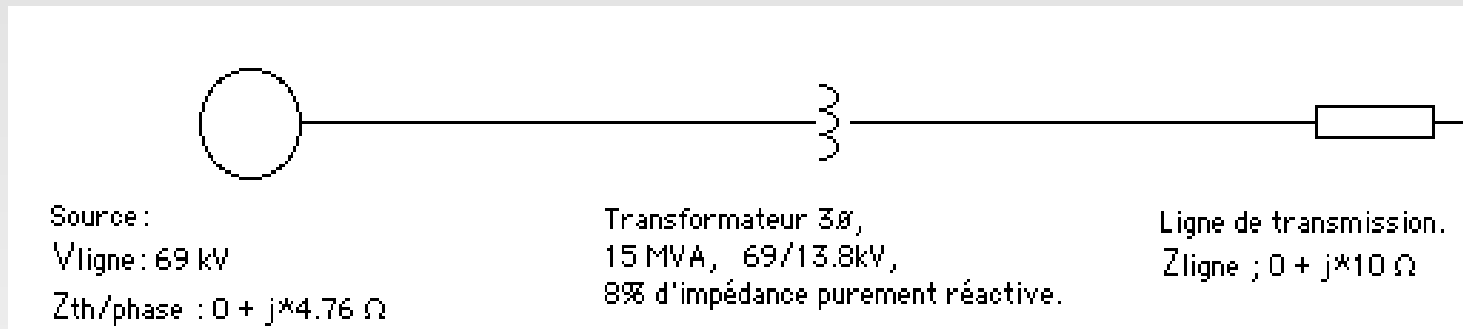 Source :
Vligne : 69 kV
Zth/phase : 0 + j*4.76 Ω
Transformateur 3ø,
15 MVA, 69/13.8kV,
8% d'impédance purement réactive.
Ligne de transmission.
Zligne ; 0 + j*10 Ω